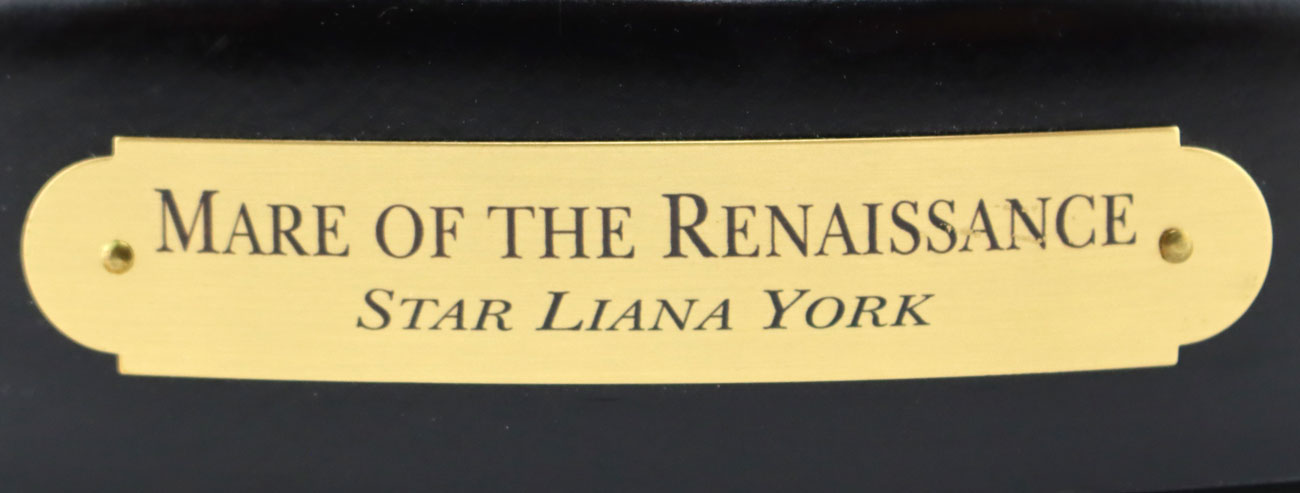 MARE OF THE RENAISSANCE
STAR LIANA YORK